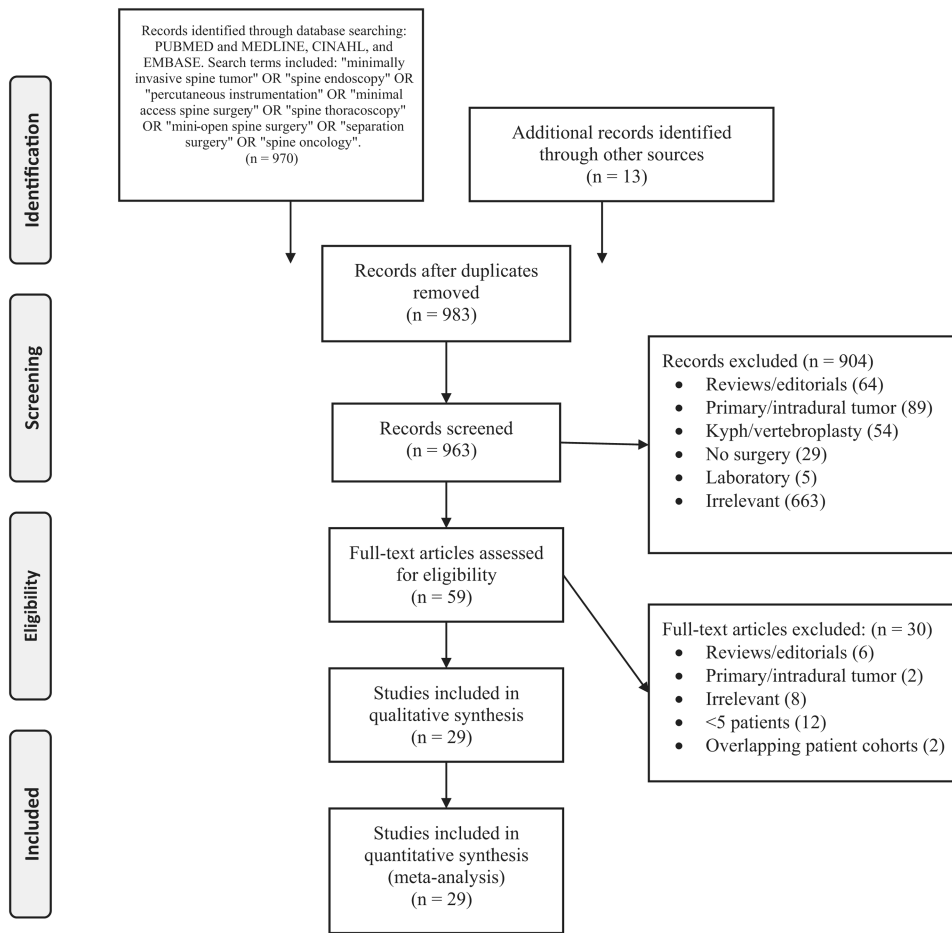 Records identified through database searching:
PUBMED and MEDLINE, CINAHL, and
EMBASE. Search terms included: "minimally
invasive spine tumor" OR "spine endoscopy" OR
"percutaneous instrumentation" OR "minimal
access spine surgery" OR "spine thoracoscopy"
OR "mini-open spine surgery" OR "separation
surgery" OR "spine oncology".
(n = 970)
Additional records identified
through other sources
(n = 13)
Identification
Records after duplicates
removed
(n = 983)
Screening
Records screened
(n = 963)
Records excluded (n = 904)
• Reviews/editorials (64)
• Primary/intradural tumor (89)
• Kyph/vertebroplasty (54)
• No surgery (29)
• Laboratory (5)
• Irrelevant (663)
Eligibility
Full-text articles assessed
for eligibility
(n = 59)
Full-text articles excluded: (n = 30)
• Reviews/editorials (6)
• Primary/intradural tumor (2)
• Irrelevant (8)
• <5 patients (12)
• Overlapping patient cohorts (2)
Studies included in
qualitative synthesis
(n = 29)
Included
Studies included in
quantitative synthesis
(meta-analysis)
(n = 29)